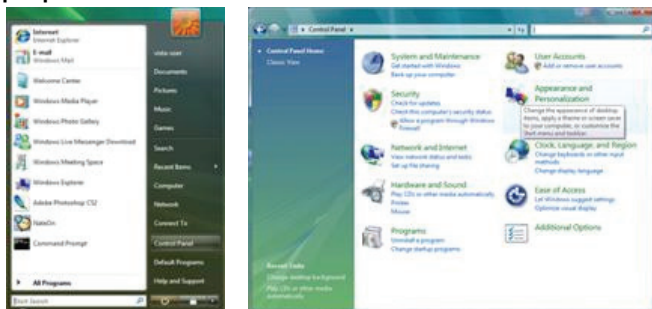 Internet
Internet Explorer
E-mail
Windows Mail
Welcome Center
Windows Media Player
Windows Photo Gallery
Windows Live Messenger Download
Windows Meeting Space
Windows Explorer
Adobe Photoshop CS2
NateOn
Command Prompt
All Programs
Start Search
vista user
Documents
Pictures
Music
Games
Search
Recent Items
Computer
Network
Connect To
Control Panel
Default Programs
Help and Support
Control Panel
Control Panel Home
Classic View
System and Maintenance
Get started with Windows
Back up your computer
Security
Check for updates
Check this computer's security status
Allow a program through Windows
Firewall
Network and Internet
View network status and tasks
Set up file sharing
Hardware and Sound
Play CDs or other media automatically
Printer
Mouse
Programs
Uninstall a program
Change startup programs
User Accounts
Add or remove user accounts
Appearance and
Personalization
Change the appearance of desktop
items, apply a theme or screen saver
to your computer, or customize the
Start menu and taskbar.
Clock, Language, and Region
Change keyboards or other input
methods
Change display language
Ease of Access
Let Windows suggest settings
Optimize visual display
Additional Options
Recent Tasks
Change desktop background
Play CDs or other media
automatically